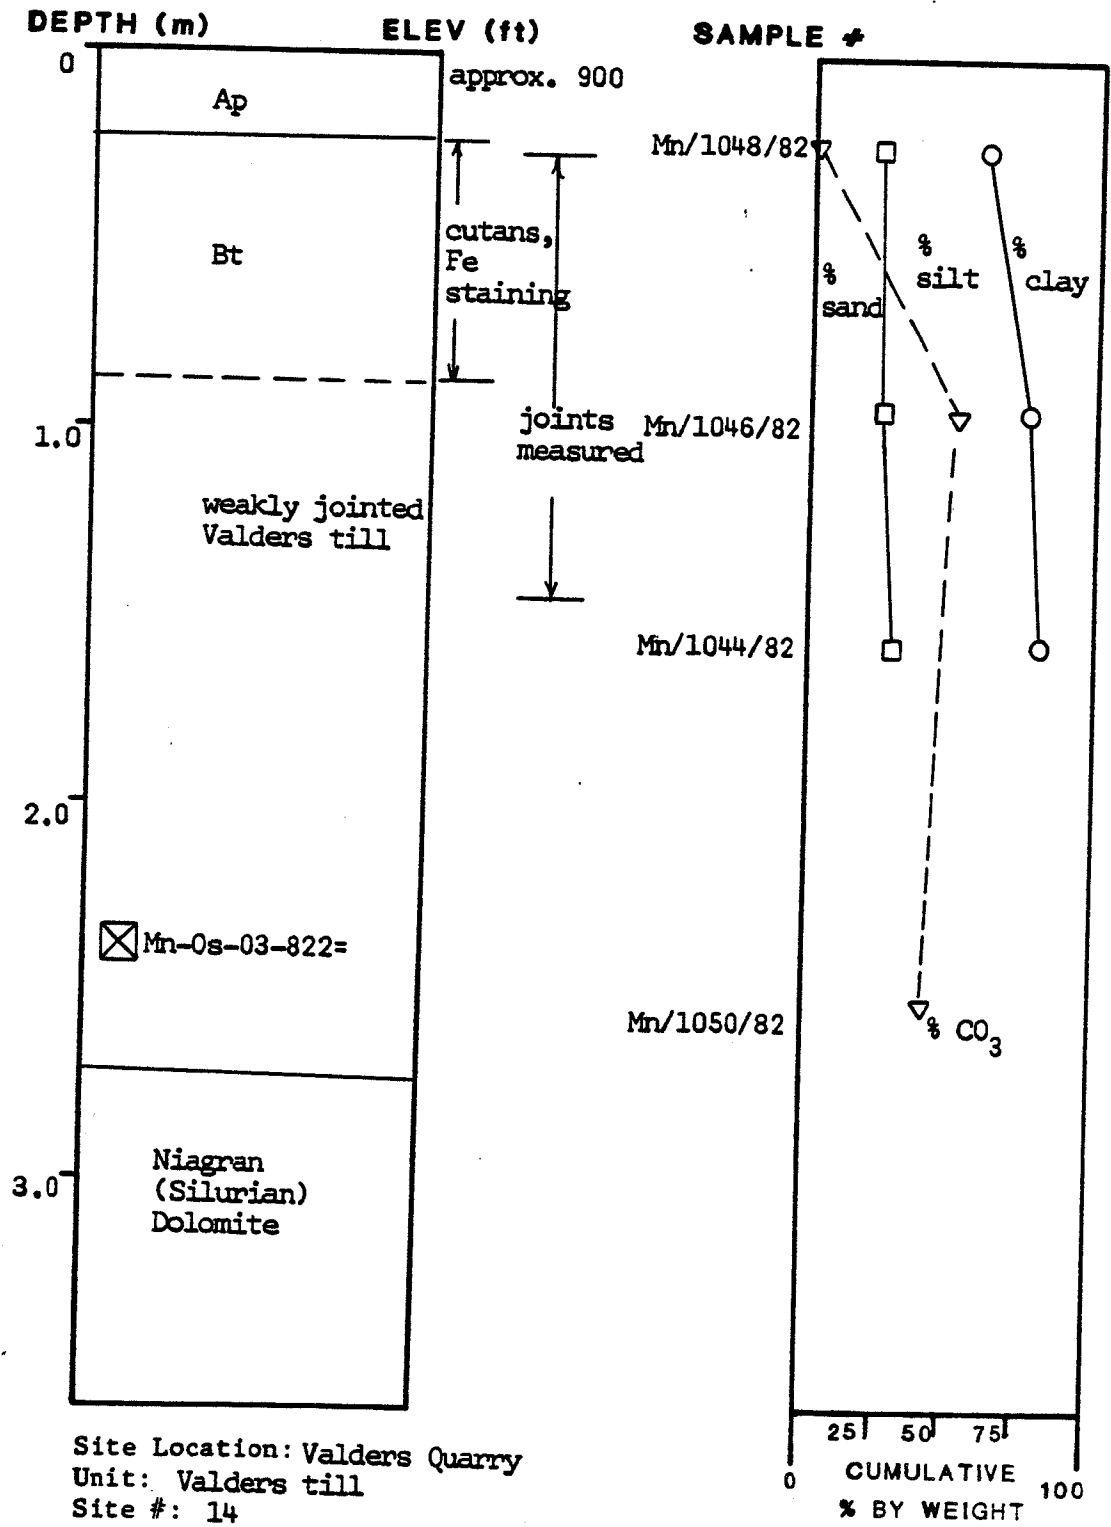 DEPTH (m) ELEV (ft) SAMPLE #
0
approx. 900
Ap
Mn/1048/82
Bt
cutans,
Fe
staining
% sand
% silt
% clay
1.0
joints
measured
Mn/1046/82
weakly jointed
Valders till
Mn/1044/82
2.0
Mn-Os-03-822=
Mn/1050/82
% CO3
Niagran
(Silurian)
Dolomite
3.0
25 50 75
0 100
CUMULATIVE
% BY WEIGHT
Site Location: Valders Quarry
Unit: Valders till
Site #: 14